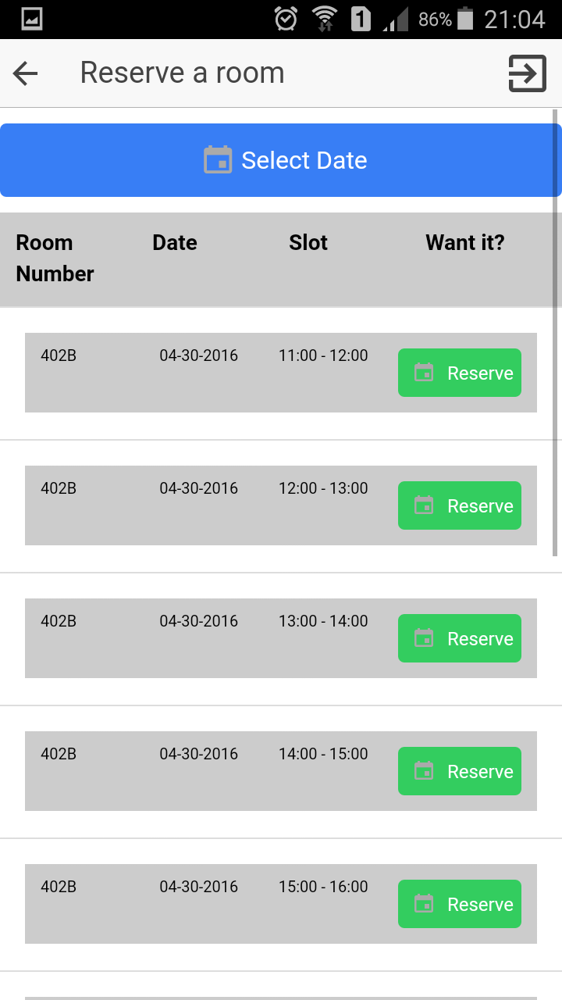 1 86% 21:04
Reserve a room
Select Date
Room Number Date Slot Want it?
402B 04-30-2016 11:00 - 12:00 Reserve
402B 04-30-2016 12:00 - 13:00 Reserve
402B 04-30-2016 13:00 - 14:00 Reserve
402B 04-30-2016 14:00 - 15:00 Reserve
402B 04-30-2016 15:00 - 16:00 Reserve